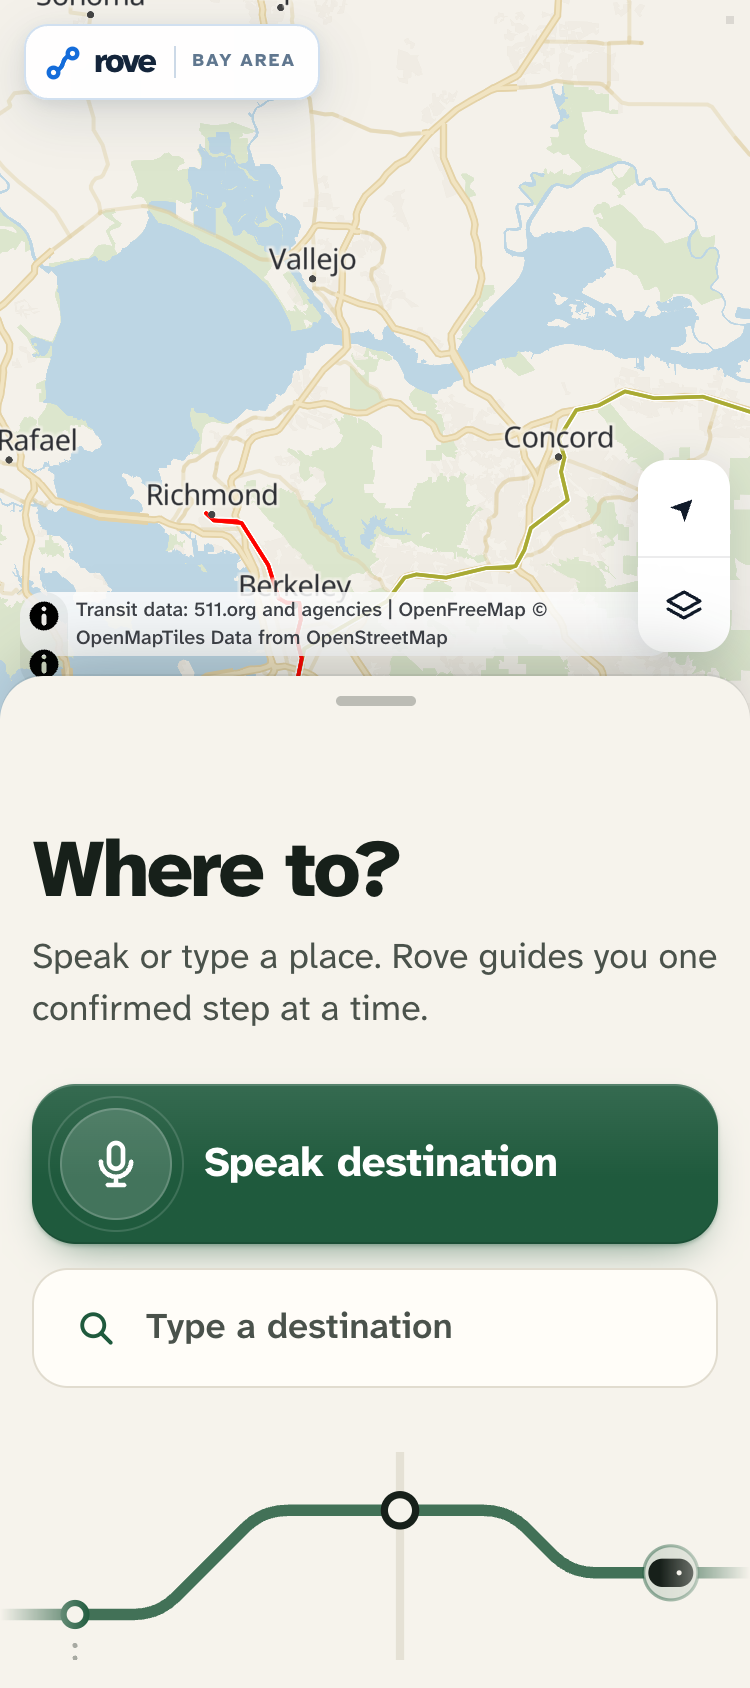 Sonoma
rove BAY AREA
Vallejo
Rafael
Concord
Richmond
Berkeley
Transit data: 511.org and agencies | OpenFreeMap ©
OpenMapTiles Data from OpenStreetMap
Where to?
Speak or type a place. Rove guides you one
confirmed step at a time.
Speak destination
Type a destination